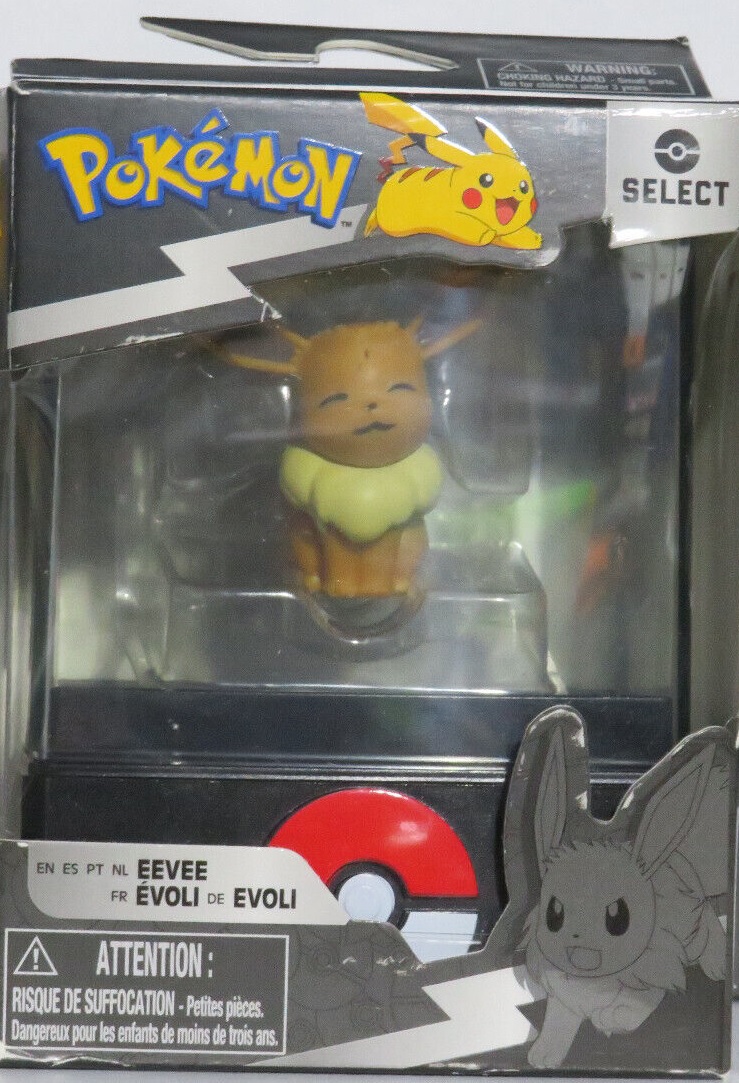 WARNING:
CHOKING HAZARD - Small parts.
Not for children under 3 years.
POKéMON™
SELECT
EN ES PT NL EEVEE
FR ÉVOLI DE EVOLI
ATTENTION :
RISQUE DE SUFFOCATION - Petites pièces.
Dangereux pour les enfants de moins de trois ans.